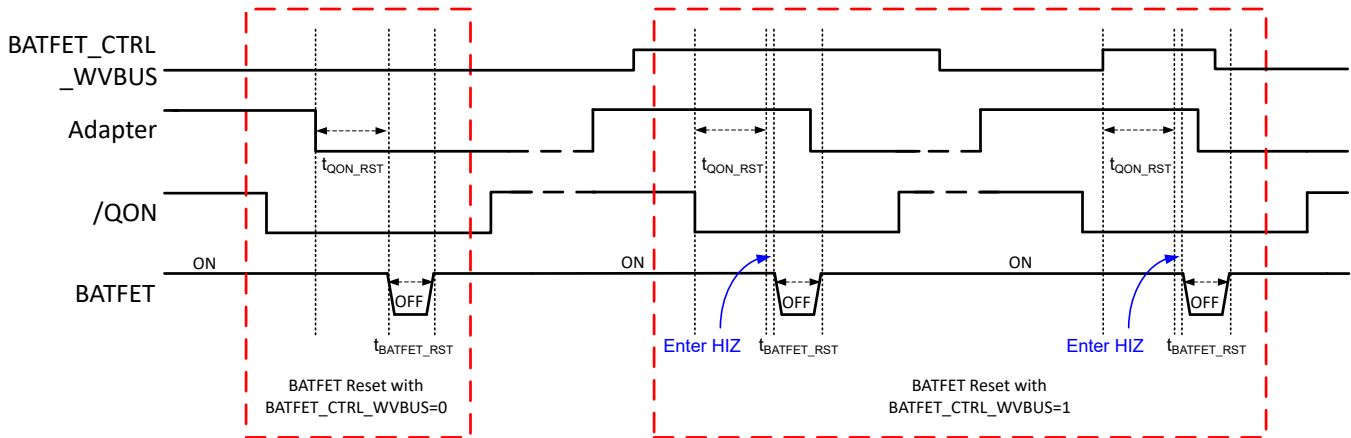 BATFET_CTRL
_WVBUS
Adapter
tQON_RST
tQON_RST
tQON_RST
/QON
ON
ON
ON
BATFET
OFF
OFF
OFF
Enter HIZ
Enter HIZ
tBATFET_RST
tBATFET_RST
tBATFET_RST
BATFET Reset with
BATFET_CTRL_WVBUS=0
BATFET Reset with
BATFET_CTRL_WVBUS=1